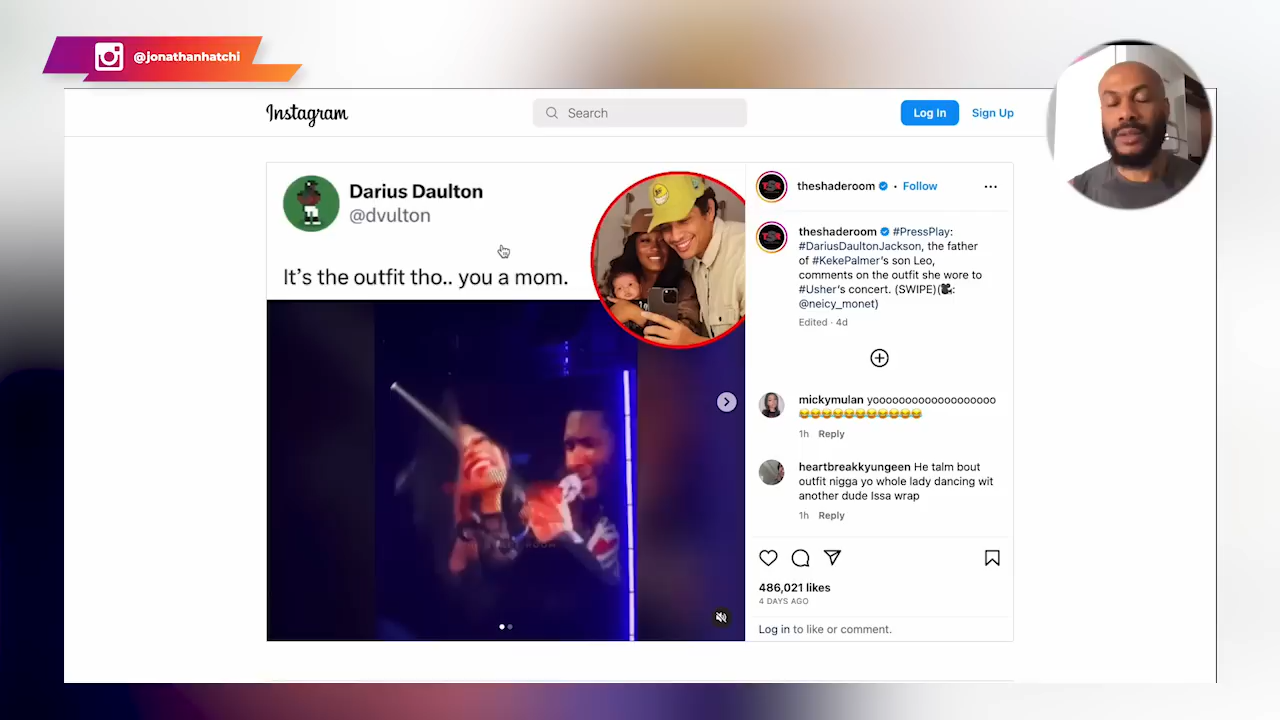 @jonathanhatchi
Instagram
Search
Log In
Sign Up
Darius Daulton
@dvulton
It's the outfit tho.. you a mom.
theshaderoom • Follow
theshaderoom #PressPlay:
#DariusDaultonJackson, the father
of #KekePalmer's son Leo,
comments on the outfit she wore to
#Usher's concert. (SWIPE)(🎥:
@neicy_monet)
Edited · 4d
mickymulan yooooooooooooooooooo
😂😂😂😂😂😂😂😂😂😂
1h Reply
heartbreakkyungeen He talm bout
outfit nigga yo whole lady dancing wit
another dude Issa wrap
1h Reply
486,021 likes
4 DAYS AGO
Log in to like or comment.